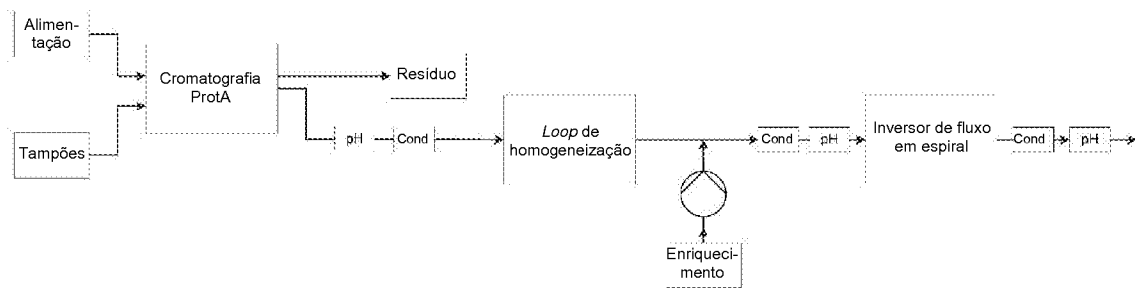 Alimen-
tação
Tampões
Cromatografia
ProtA
Resíduo
pH
Cond
Loop de
homogeneização
Enriqueci-
mento
Cond
pH
Inversor de fluxo
em espiral
Cond
pH